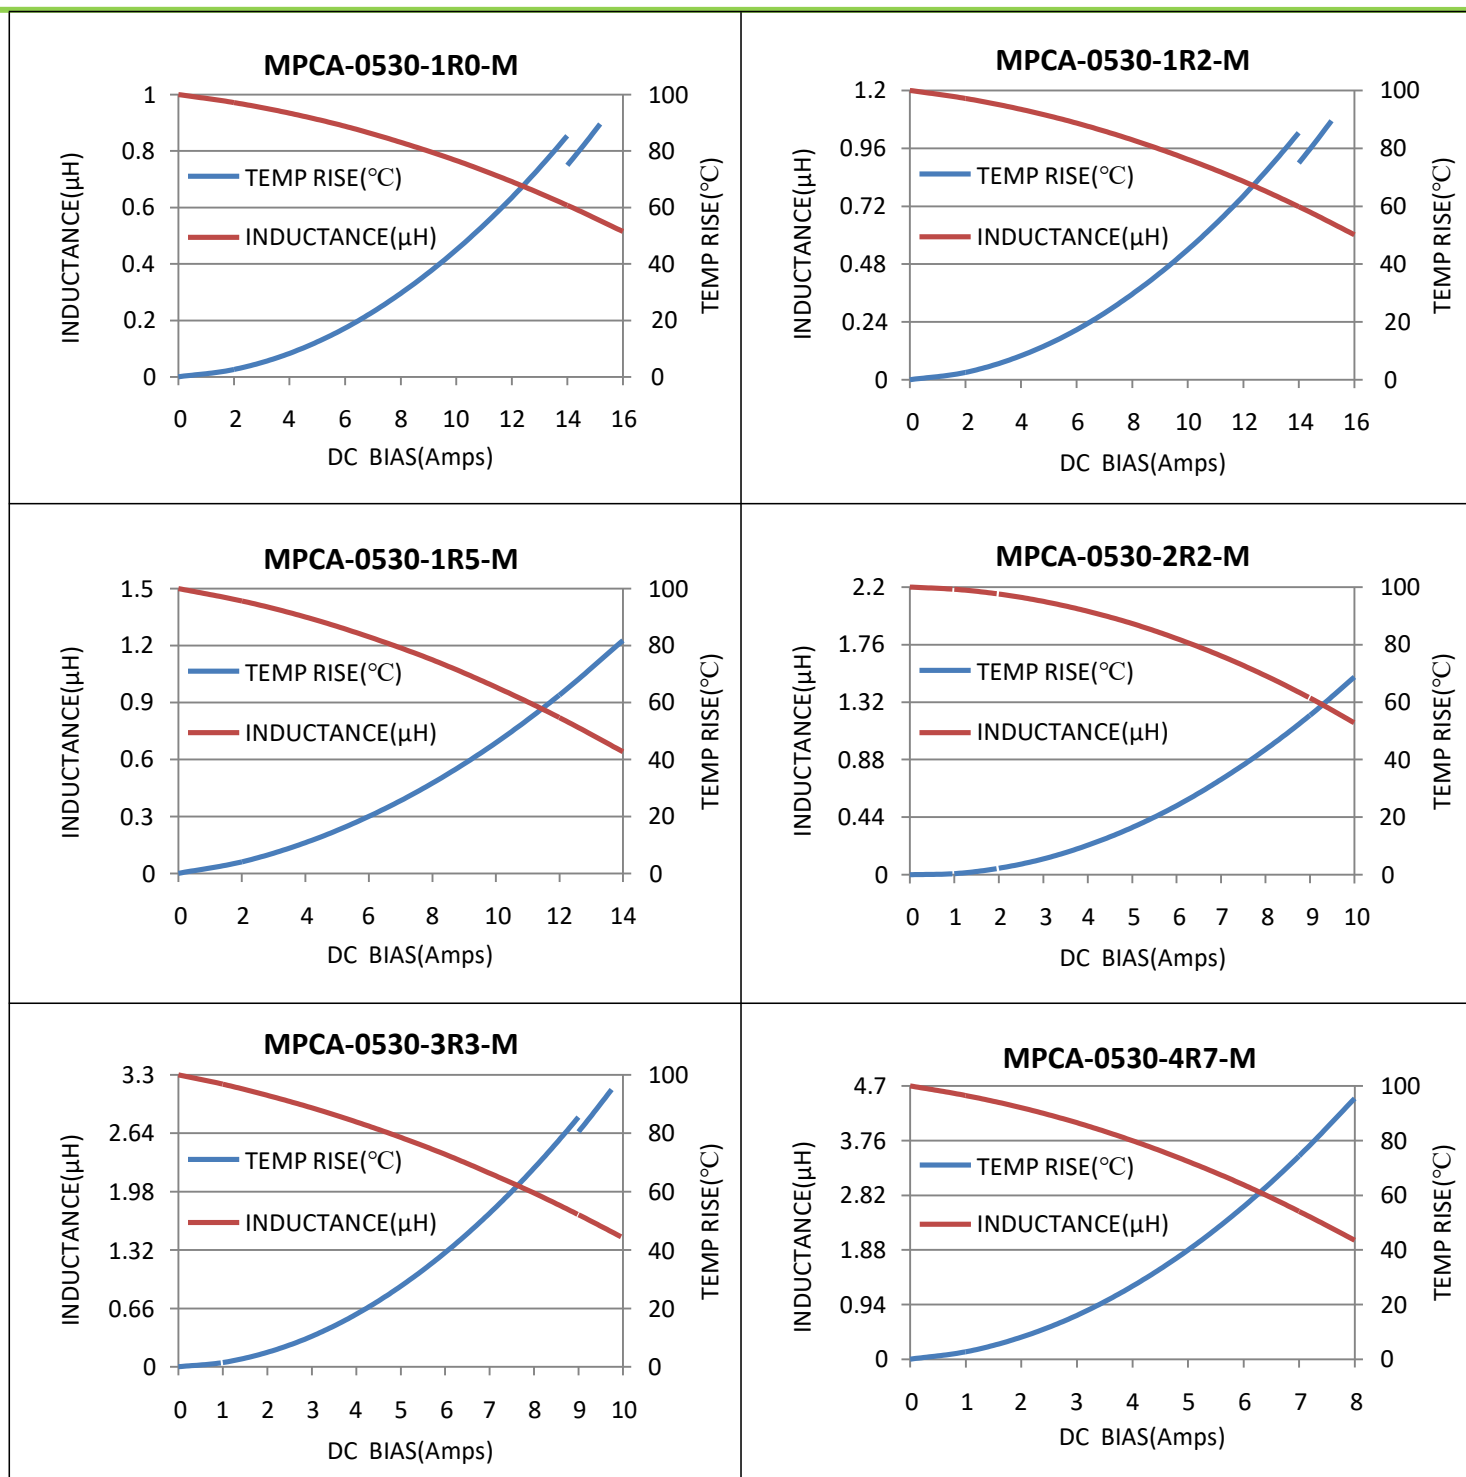 MPCA-0530-1R0-M
INDUCTANCE(μH)
1
0.8
0.6
0.4
0.2
0
TEMP RISE(℃)
INDUCTANCE(μH)
100
80
60
40
20
0
TEMP RISE(℃)
0 2 4 6 8 10 12 14 16
DC BIAS(Amps)
MPCA-0530-1R2-M
INDUCTANCE(μH)
1.2
0.96
0.72
0.48
0.24
0
TEMP RISE(℃)
INDUCTANCE(μH)
100
80
60
40
20
0
TEMP RISE(℃)
0 2 4 6 8 10 12 14 16
DC BIAS(Amps)
MPCA-0530-1R5-M
INDUCTANCE(μH)
1.5
1.2
0.9
0.6
0.3
0
TEMP RISE(℃)
INDUCTANCE(μH)
100
80
60
40
20
0
TEMP RISE(℃)
0 2 4 6 8 10 12 14
DC BIAS(Amps)
MPCA-0530-2R2-M
INDUCTANCE(μH)
2.2
1.76
1.32
0.88
0.44
0
TEMP RISE(℃)
INDUCTANCE(μH)
100
80
60
40
20
0
TEMP RISE(℃)
0 1 2 3 4 5 6 7 8 9 10
DC BIAS(Amps)
MPCA-0530-3R3-M
INDUCTANCE(μH)
3.3
2.64
1.98
1.32
0.66
0
TEMP RISE(℃)
INDUCTANCE(μH)
100
80
60
40
20
0
TEMP RISE(℃)
0 1 2 3 4 5 6 7 8 9 10
DC BIAS(Amps)
MPCA-0530-4R7-M
INDUCTANCE(μH)
4.7
3.76
2.82
1.88
0.94
0
TEMP RISE(℃)
INDUCTANCE(μH)
100
80
60
40
20
0
TEMP RISE(℃)
0 1 2 3 4 5 6 7 8
DC BIAS(Amps)